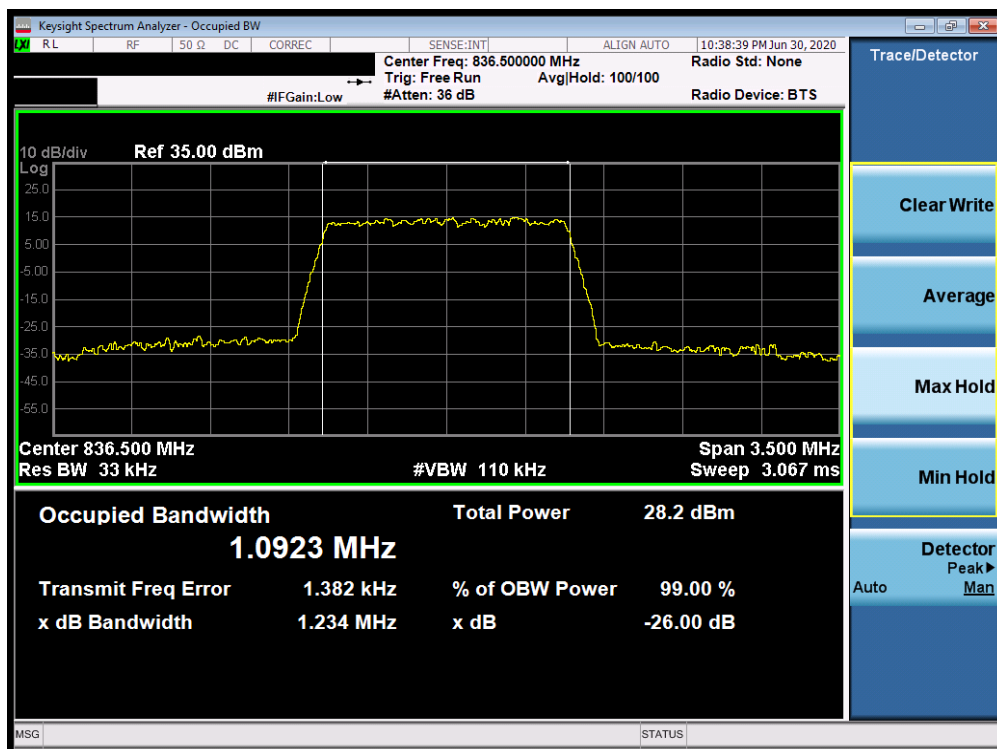 Keysight Spectrum Analyzer - Occupied BW
LXI RL RF 50 Ω DC CORREC SENSE:INT ALIGN AUTO 10:38:39 PM Jun 30, 2020
Center Freq: 836.500000 MHz Radio Std: None
Trig: Free Run Avg|Hold: 100/100
#IFGain:Low #Atten: 36 dB Radio Device: BTS
Trace/Detector
10 dB/div Ref 35.00 dBm
Log
25.0
15.0
5.00
-5.00
-15.0
-25.0
-35.0
-45.0
-55.0
Center 836.500 MHz Span 3.500 MHz
Res BW 33 kHz #VBW 110 kHz Sweep 3.067 ms
Occupied Bandwidth Total Power 28.2 dBm
1.0923 MHz
Transmit Freq Error 1.382 kHz % of OBW Power 99.00 %
x dB Bandwidth 1.234 MHz x dB -26.00 dB
Clear Write
Average
Max Hold
Min Hold
Detector
Peak▶
Auto Man
MSG STATUS